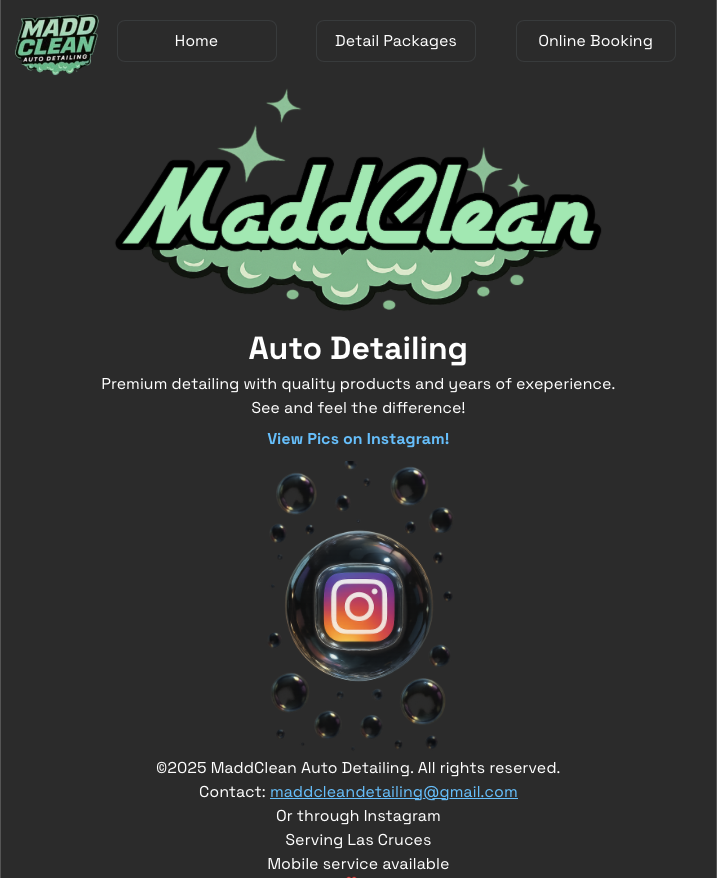 MADD
CLEAN
AUTO DETAILING
Home
Detail Packages
Online Booking
MaddClean
Auto Detailing
Premium detailing with quality products and years of exeperience.
See and feel the difference!
View Pics on Instagram!
©2025 MaddClean Auto Detailing. All rights reserved.
Contact: maddcleandetailing@gmail.com
Or through Instagram
Serving Las Cruces
Mobile service available